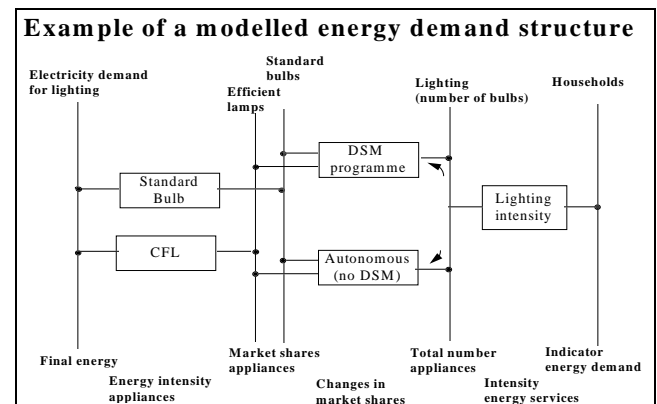 Example of a modelled energy demand structure
Electricity demand
for lighting
Standard
bulbs
Efficient
lamps
Lighting
(number of bulbs)
Households
DSM
programme
Standard
Bulb
Lighting
intensity
CFL
Autonomous
(no DSM)
Final energy
Market shares
appliances
Total number
appliances
Indicator
energy demand
Energy intensity
appliances
Changes in
market shares
Intensity
energy services